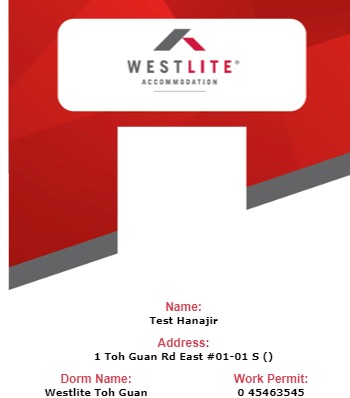 WESTLITE®
ACCOMMODATION
Name:
Test Hanajir
Address:
1 Toh Guan Rd East #01-01 S ()
Dorm Name: Work Permit:
Westlite Toh Guan 0 45463545